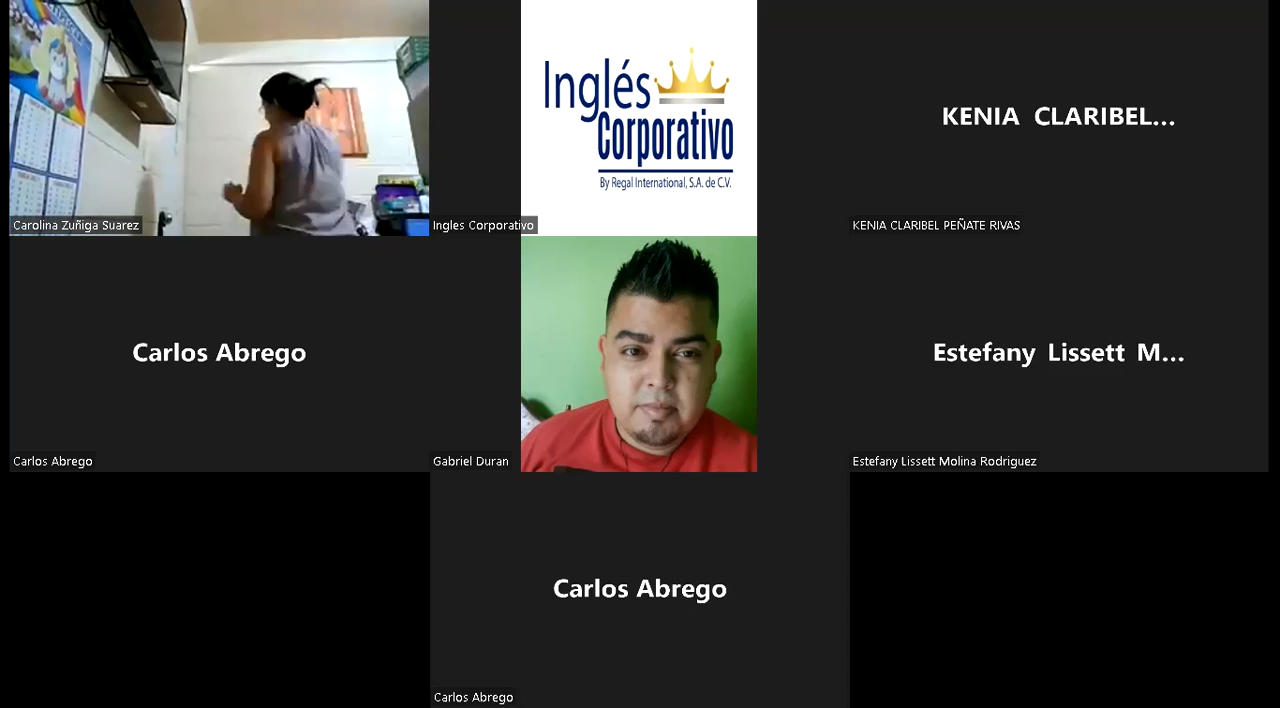 Inglés
Corporativo
By Regal International, S.A. de C.V.
KENIA CLARIBEL...
Carolina Zuñiga Suarez
Ingles Corporativo
KENIA CLARIBEL PEÑATE RIVAS
Carlos Abrego
Estefany Lissett M...
Carlos Abrego
Gabriel Duran
Estefany Lissett Molina Rodriguez
Carlos Abrego
Carlos Abrego